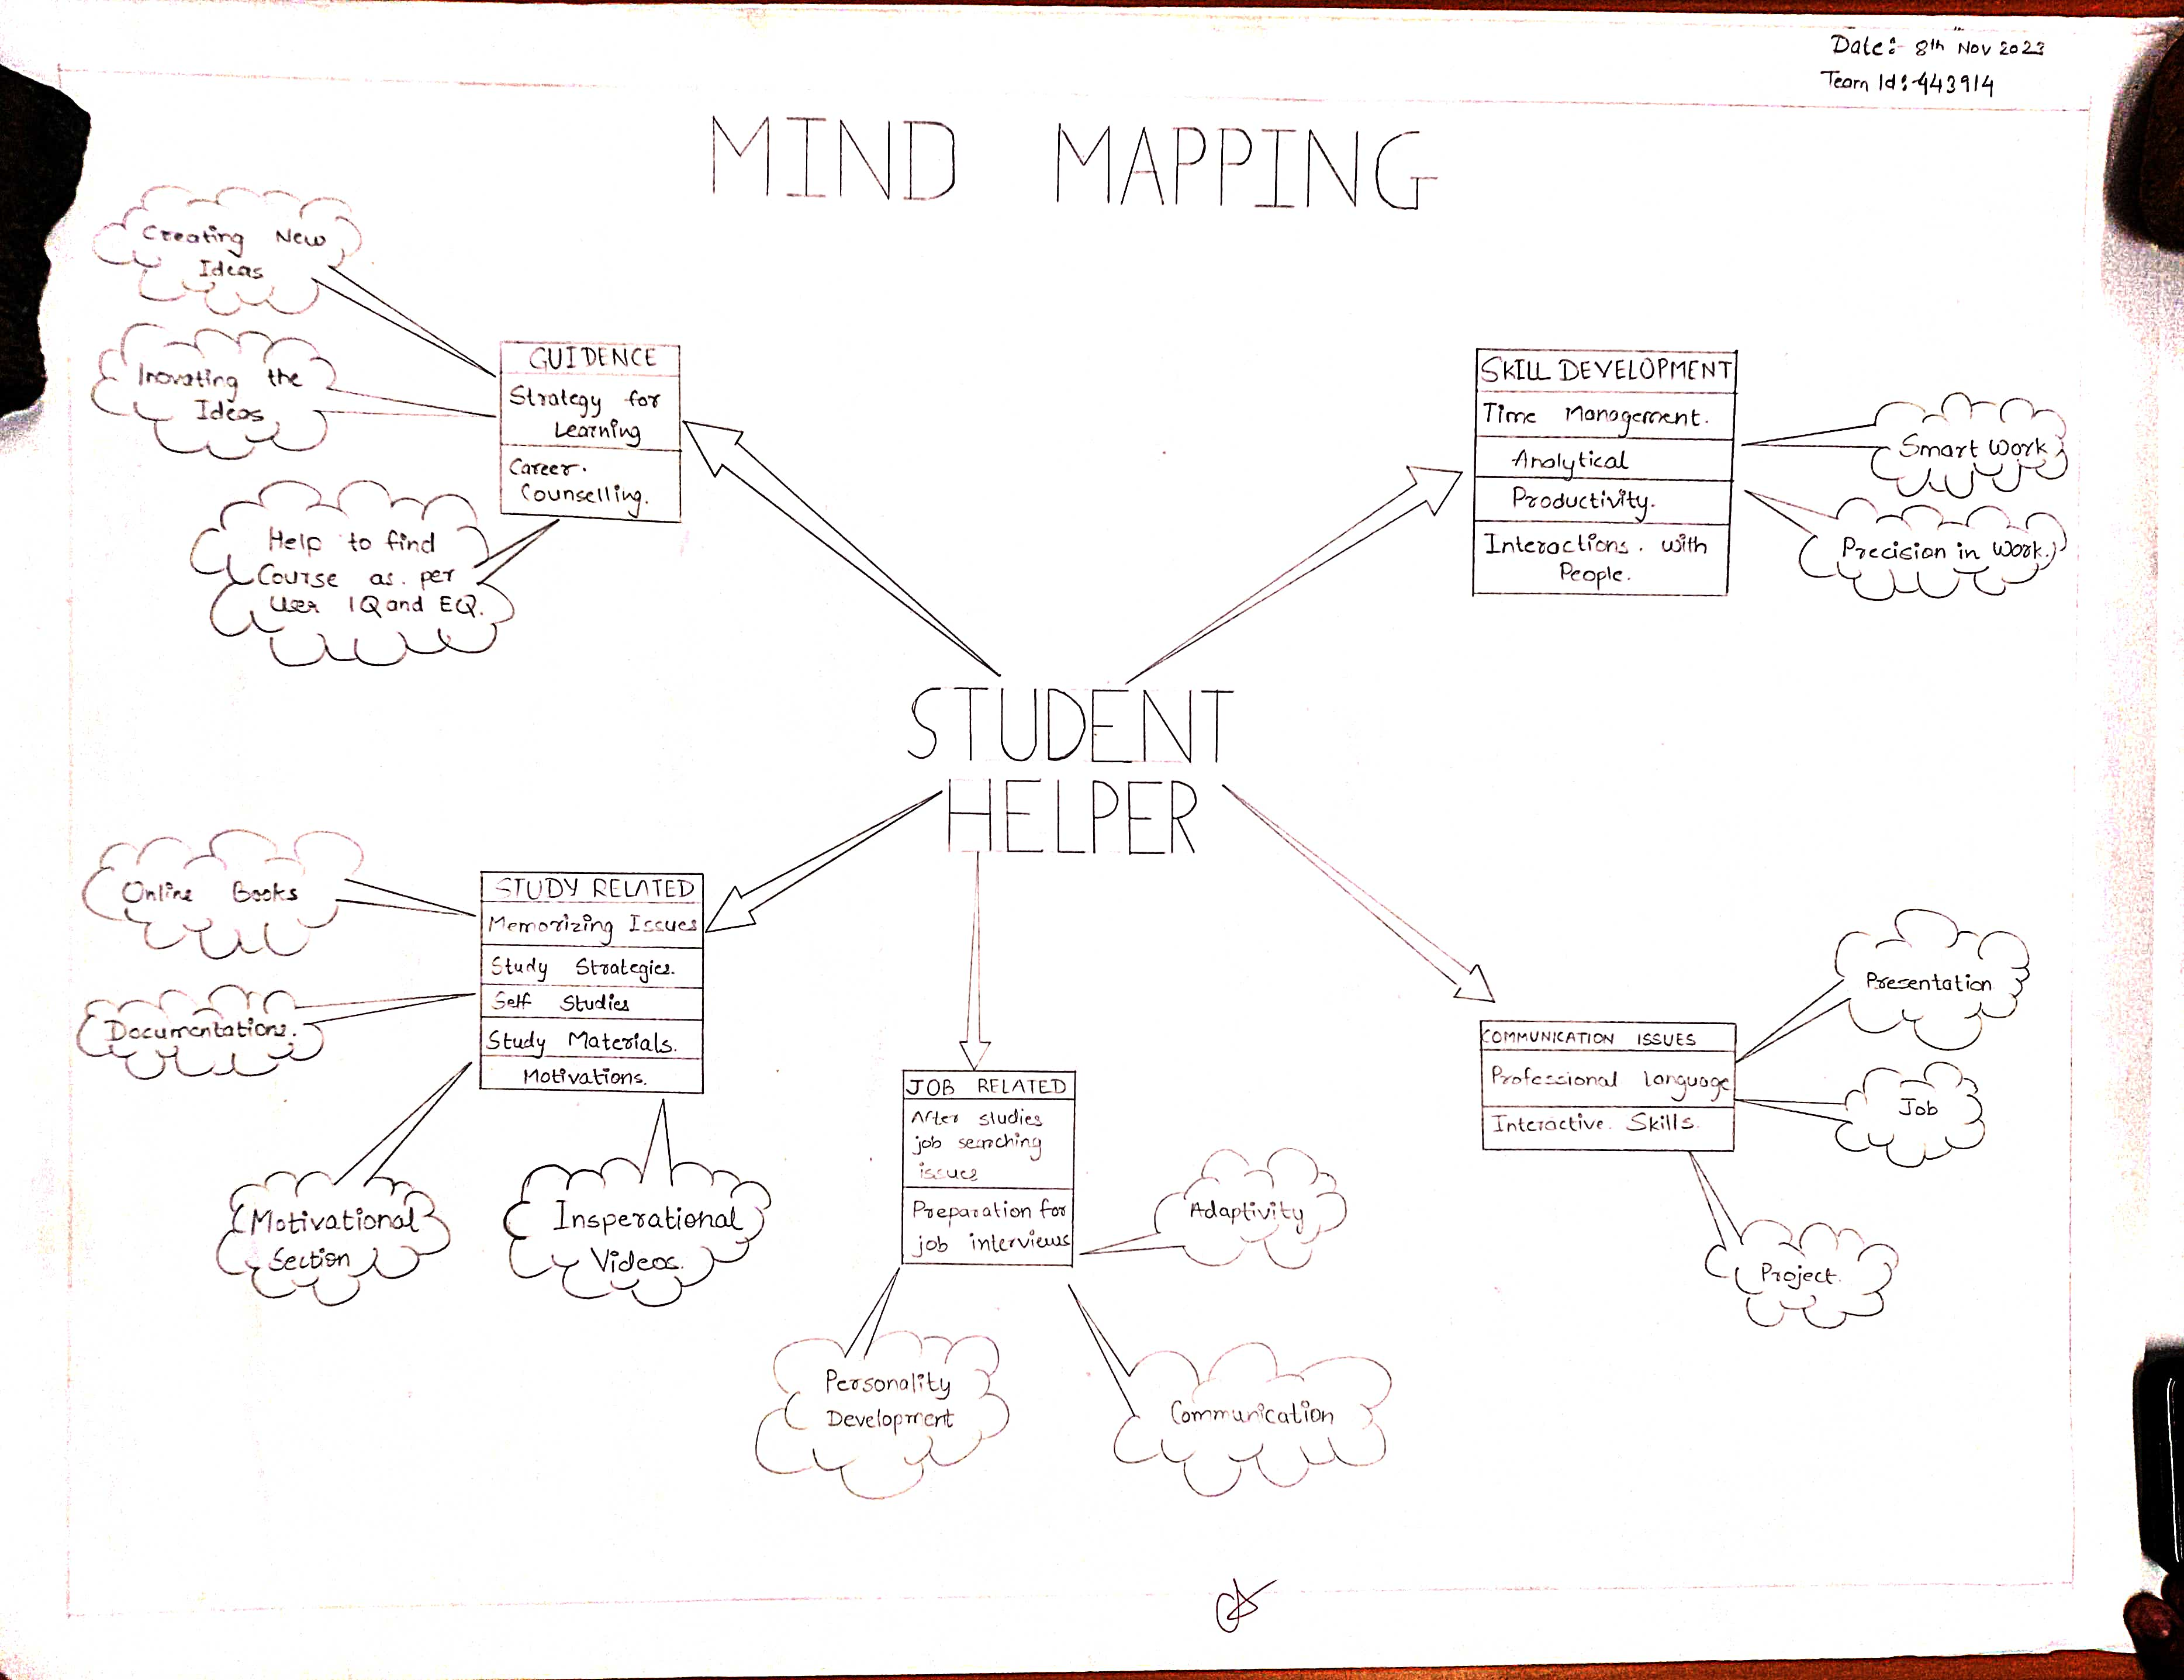 Date:- 8th Nov 2023
Team Id:-443914
MIND MAPPING
Creating New
Ideas
Inovating the
Ideas
Help to find
Course as. per
User IQ and EQ.
GUIDENCE
Strategy for
Learning
Career.
Counselling.
SKILL DEVELOPMENT
Time Management.
Analytical
Productivity.
Interactions. with
People.
Smart Work
Precision in Work.
STUDENT
HELPER
Online Books
Documentations.
Motivational
Section
Insperational
Videos.
STUDY RELATED
Memorizing Issues
Study Strategies.
Self Studies
Study Materials.
Motivations.
JOB RELATED
After studies
job searching
issues
Preparation for
job interviews
Adaptivity
Personality
Development
Communication
COMMUNICATION ISSUES
Professional language
Interactive. Skills.
Presentation
Job
Project.